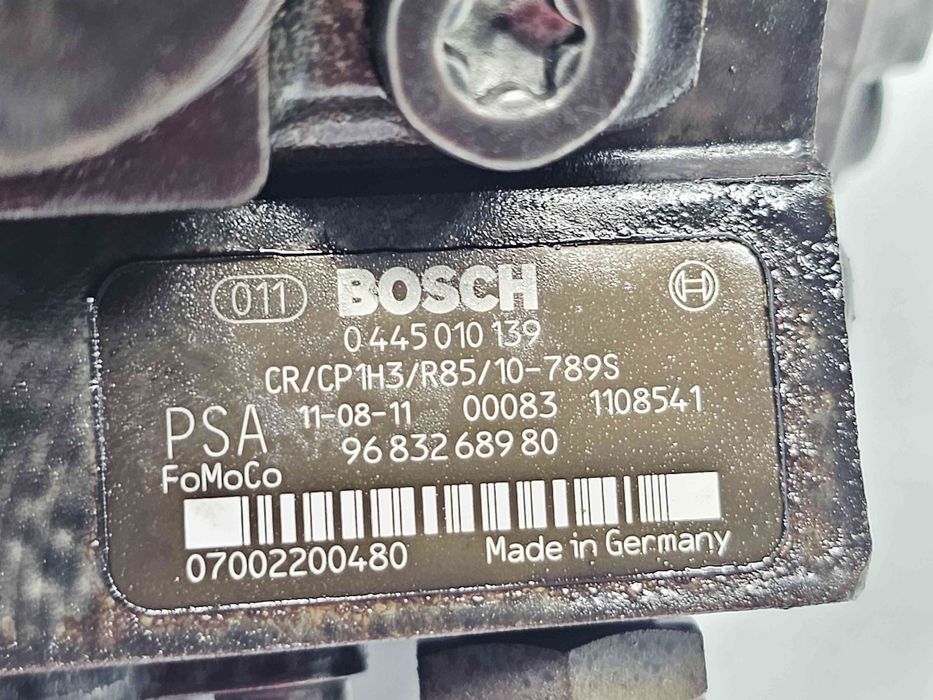 011 BOSCH
0 445 010 139
CR/CP1H3/R85/10-789S
PSA 11-08-11 00083 1108541
96 832 689 80
FoMoCo
07002200480 Made in Germany